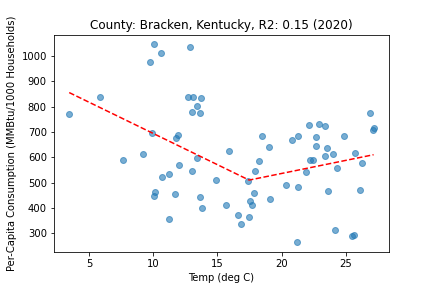 County: Bracken, Kentucky, R2: 0.15 (2020)
Per-Capita Consumption (MMBtu/1000 Households)
1000
900
800
700
600
500
400
300
5 10 15 20 25
Temp (deg C)